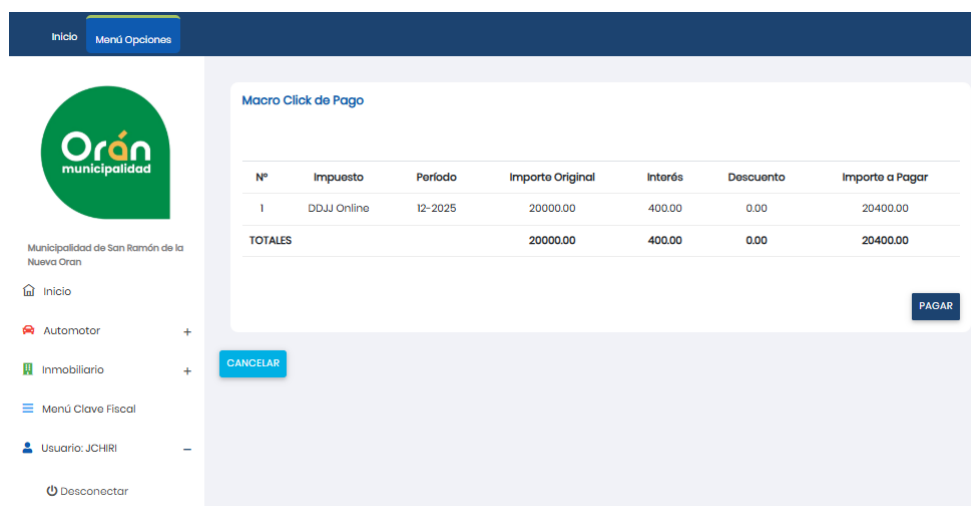 Inicio
Menú Opciones
Orán
municipalidad
Municipalidad de San Ramón de la
Nueva Oran
Inicio
Automotor +
Inmobiliario +
Menú Clave Fiscal
Usuario: JCHIRI −
Desconectar
Macro Click de Pago
Nº Impuesto Período Importe Original Interés Descuento Importe a Pagar
1 DDJJ Online 12-2025 20000.00 400.00 0.00 20400.00
TOTALES 20000.00 400.00 0.00 20400.00
PAGAR
CANCELAR